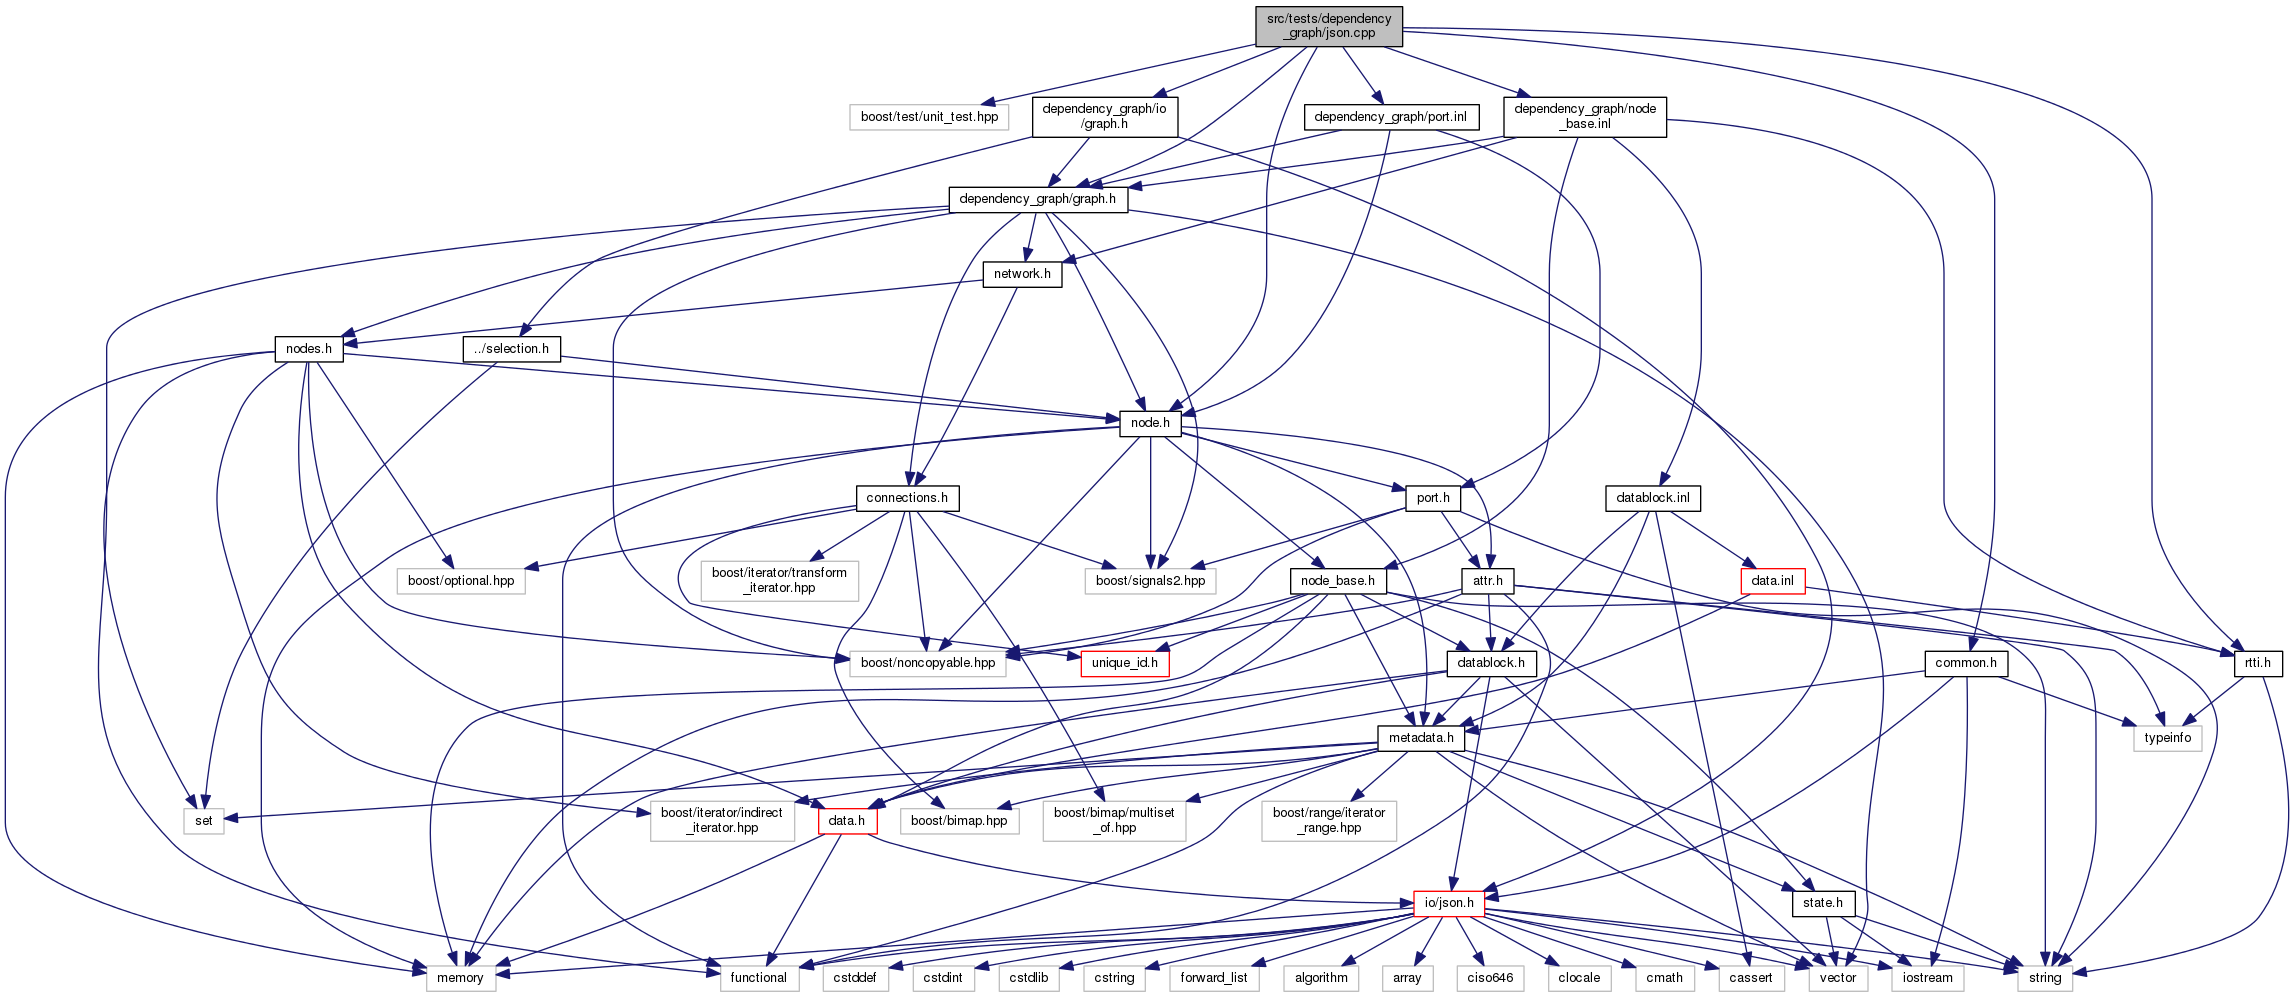 src/tests/dependency
_graph/json.cpp
boost/test/unit_test.hpp
dependency_graph/io
/graph.h
dependency_graph/port.inl
dependency_graph/node
_base.inl
dependency_graph/graph.h
network.h
nodes.h
../selection.h
node.h
connections.h
port.h
datablock.inl
boost/optional.hpp
boost/iterator/transform
_iterator.hpp
boost/signals2.hpp
node_base.h
attr.h
data.inl
boost/noncopyable.hpp
unique_id.h
datablock.h
common.h
rtti.h
metadata.h
typeinfo
set
boost/iterator/indirect
_iterator.hpp
data.h
boost/bimap.hpp
boost/bimap/multiset
_of.hpp
boost/range/iterator
_range.hpp
io/json.h
state.h
memory
functional
cstddef
cstdint
cstdlib
cstring
forward_list
algorithm
array
ciso646
clocale
cmath
cassert
vector
iostream
string